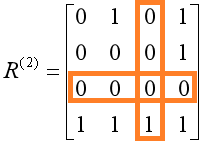 0 1 0 1
0 0 0 1
R(2) =
0 0 0 0
1 1 1 1